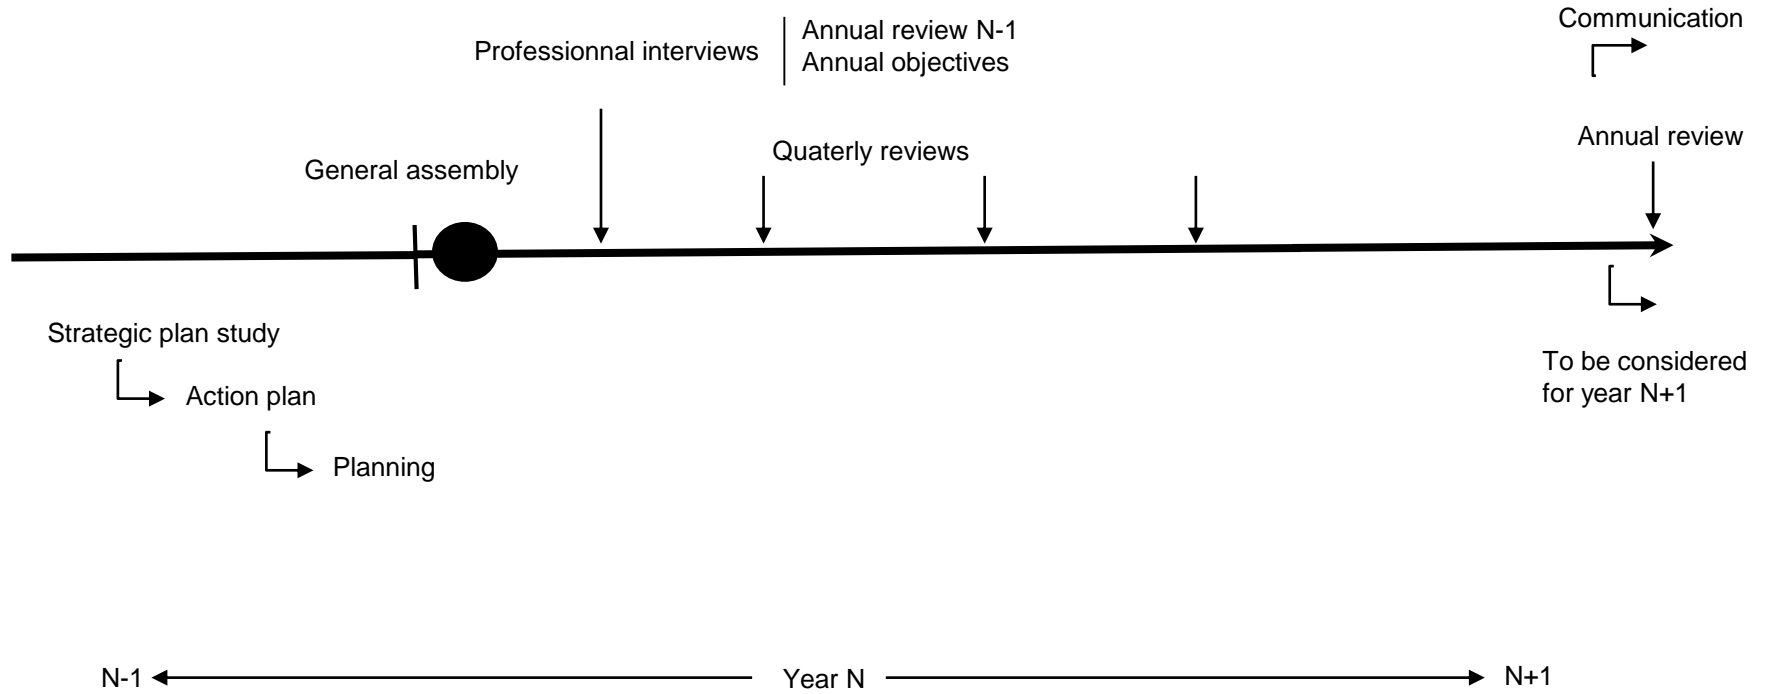 Communication
Professionnal interviews
Annual review N-1
Annual objectives
Annual review
Quaterly reviews
General assembly
Strategic plan study
Action plan
Planning
To be considered
for year N+1
N-1
Year N
N+1